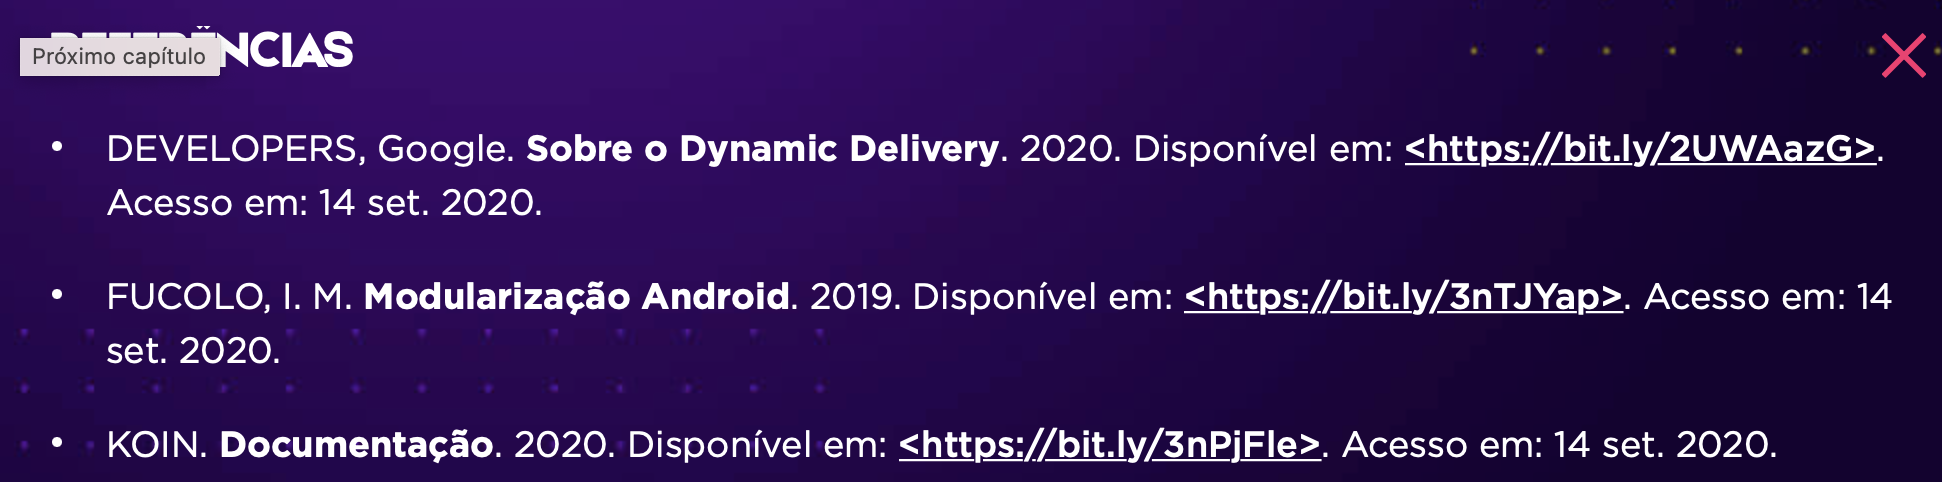 REFERÊNCIAS
Próximo capítulo
• DEVELOPERS, Google. Sobre o Dynamic Delivery. 2020. Disponível em: <https://bit.ly/2UWAazG>.
Acesso em: 14 set. 2020.
• FUCOLO, I. M. Modularização Android. 2019. Disponível em: <https://bit.ly/3nTJYap>. Acesso em: 14
set. 2020.
• KOIN. Documentação. 2020. Disponível em: <https://bit.ly/3nPjFle>. Acesso em: 14 set. 2020.